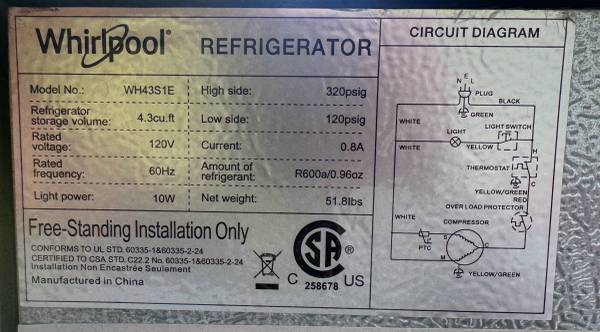 Whirlpool® REFRIGERATOR
Model No.: WH43S1E
Refrigerator storage volume: 4.3cu.ft
Rated voltage: 120V
Rated frequency: 60Hz
Light power: 10W
High side: 320psig
Low side: 120psig
Current: 0.8A
Amount of refrigerant: R600a/0.96oz
Net weight: 51.8lbs
Free-Standing Installation Only
CONFORMS TO UL STD. 60335-1&60335-2-24
CERTIFIED TO CSA STD. C22.2 No. 60335-1&60335-2-24
Installation Non Encastrée Seulement
Manufactured in China
SA
C US
258678
CIRCUIT DIAGRAM
E
N L
PLUG
BLACK
GREEN
WHITE
LIGHT
LIGHT SWITCH
WHITE
YELLOW
H
THERMOSTAT
C
YELLOW/GREEN
RED
OVER LOAD PROTECTOR
WHITE
COMPRESSOR
S
C
PTC
M
YELLOW/GREEN